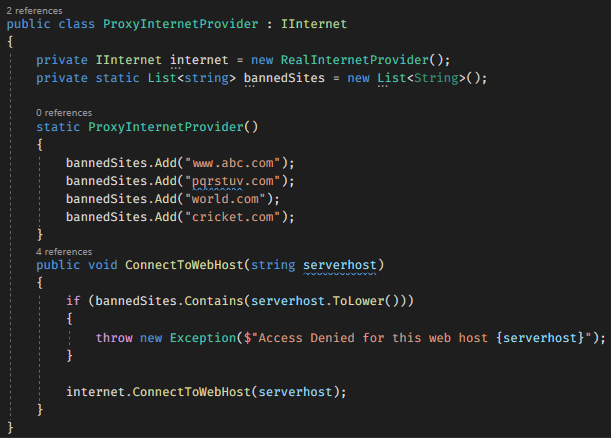 2 references
public class ProxyInternetProvider : IInternet
{
private IInternet internet = new RealInternetProvider();
private static List<string> bannedSites = new List<String>();
0 references
static ProxyInternetProvider()
{
bannedSites.Add("www.abc.com");
bannedSites.Add("pqrstuv.com");
bannedSites.Add("world.com");
bannedSites.Add("cricket.com");
}
4 references
public void ConnectToWebHost(string serverhost)
{
if (bannedSites.Contains(serverhost.ToLower()))
{
throw new Exception($"Access Denied for this web host {serverhost}");
}
internet.ConnectToWebHost(serverhost);
}
}